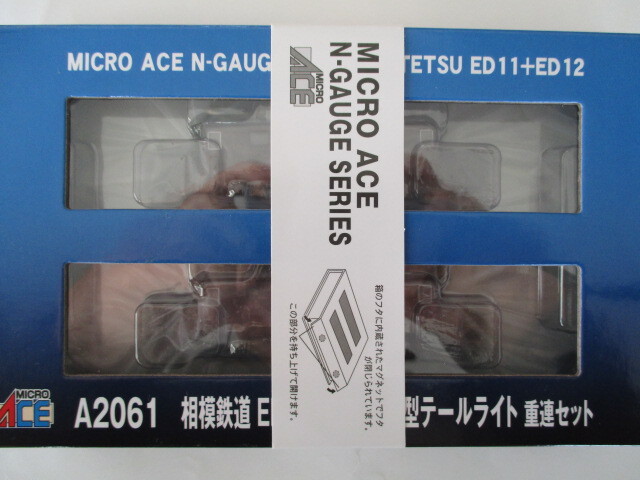 MICRO ACE N-GAUG
TETSU ED11+ED12
MICRO ACE
N-GAUGE SERIES
MICRO
ACE
箱のフタに内蔵されたマグネットでフタ
が閉じられています。
この部分を持ち上げて開けます。
MICRO
ACE
A2061 相模鉄道 E
型テールライト 重連セット